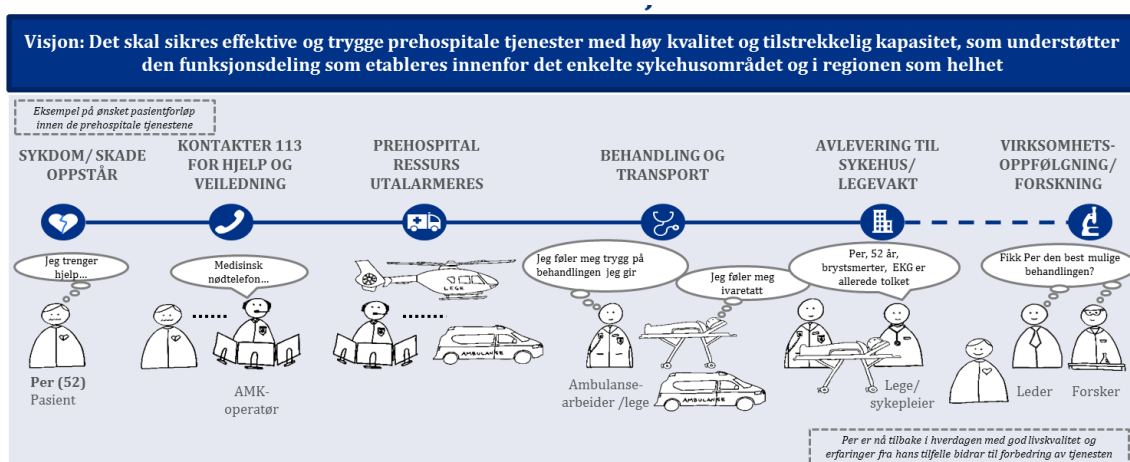 Visjon: Det skal sikres effektive og trygge prehospitale tjenester med høy kvalitet og tilstrekkelig kapasitet, som understøtter
den funksjonsdeling som etableres innenfor det enkelte sykehusområdet og i regionen som helhet
Eksempel på ønsket pasientforløp
innen de prehospitale tjenestene
SYKDOM/ SKADE
OPPSTÅR
KONTAKTER 113
FOR HJELP OG
VEILEDNING
PREHOSPITAL
RESSURS
UTALARMERES
BEHANDLING OG
TRANSPORT
AVLEVERING TIL
SYKEHUS/
LEGEVAKT
VIRKSOMHETS-
OPPFØLGNING/
FORSKNING
Jeg trenger
hjelp...
Medisinsk
nødtelefon...
LEGE
AMBULANSE
Jeg føler meg trygg på
behandlingen jeg gir
Jeg føler meg
ivaretatt
AMBULANSE
Per, 52 år,
brystsmerter, EKG er
allerede tolket
Fikk Per den best mulige
behandlingen?
Per (52)
Pasient
AMK-
operatør
Ambulanse-
arbeider /lege
Lege/
sykepleier
Leder
Forsker
Per er nå tilbake i hverdagen med god livskvalitet og
erfaringer fra hans tilfelle bidrar til forbedring av tjenesten